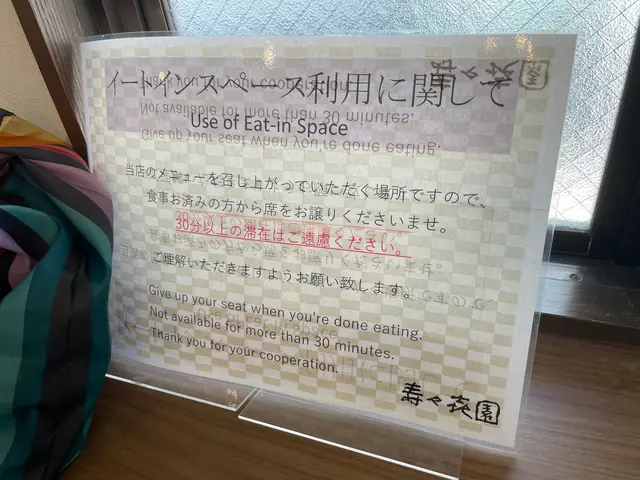 イートインスペース利用に関して
Use of Eat-in Space
当店のメニューを召し上がっていただく場所ですので、
食事お済みの方から席をお譲りくださいませ。
30分以上の滞在はご遠慮ください。
ご理解いただきますようお願い致します。
Give up your seat when you're done eating.
Not available for more than 30 minutes.
Thank you for your cooperation.
寿々㐂園